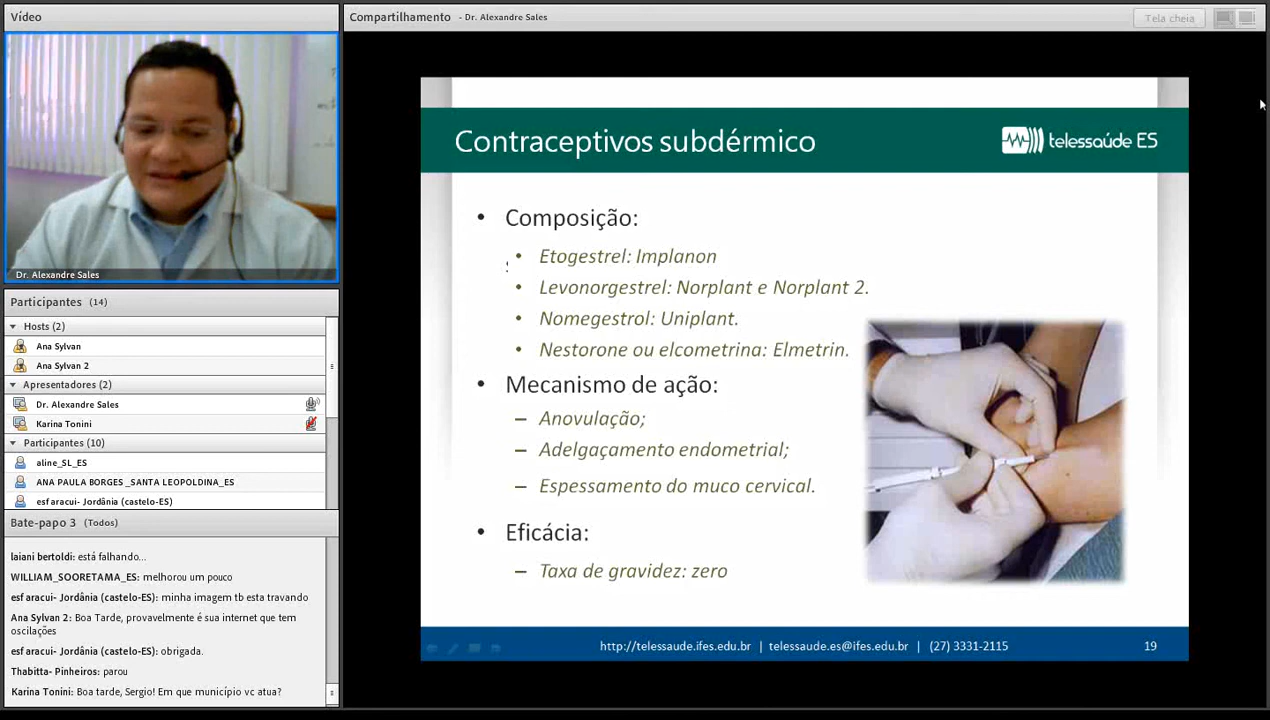 Vídeo
Dr. Alexandre Sales
Participantes (14)
Hosts (2)
Ana Sylvan
Ana Sylvan 2
Apresentadores (2)
Dr. Alexandre Sales
Karina Tonini
Participantes (10)
aline_SL_ES
ANA PAULA BORGES _SANTA LEOPOLDINA_ES
esf aracui- Jordânia (castelo-ES)
Bate-papo 3 (Todos)
laiani bertoldi: está falhando...
WILLIAM_SOORETAMA_ES: melhorou um pouco
esf aracui- Jordânia (castelo-ES): minha imagem tb esta travando
Ana Sylvan 2: Boa Tarde, provavelmente é sua internet que tem
oscilações
esf aracui- Jordânia (castelo-ES): obrigada.
Thabitta- Pinheiros: parou
Karina Tonini: Boa tarde, Sergio! Em que município vc atua?
Compartilhamento - Dr. Alexandre Sales
Tela cheia
Contraceptivos subdérmico
telessaúde ES
• Composição:
• Etogestrel: Implanon
• Levonorgestrel: Norplant e Norplant 2.
• Nomegestrol: Uniplant.
• Nestorone ou elcometrina: Elmetrin.
• Mecanismo de ação:
– Anovulação;
– Adelgaçamento endometrial;
– Espessamento do muco cervical.
• Eficácia:
– Taxa de gravidez: zero
http://telessaude.ifes.edu.br | telessaude.es@ifes.edu.br | (27) 3331-2115
19